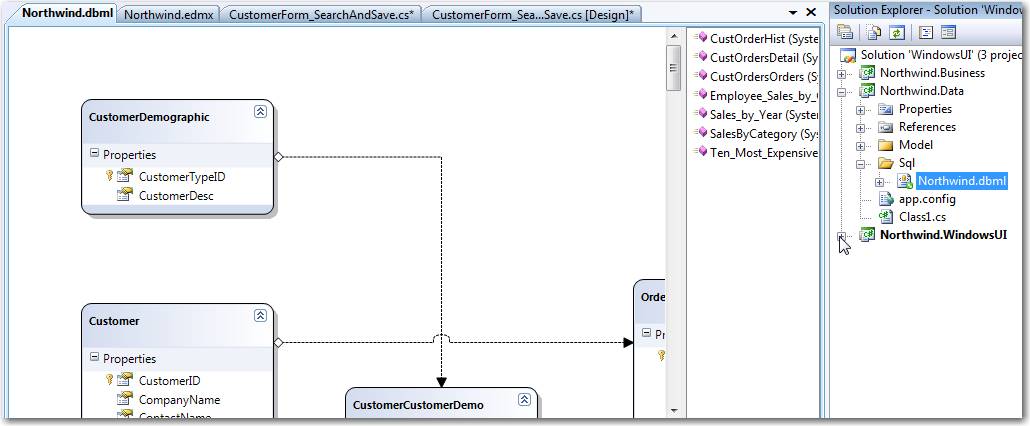 Northwind.dbml Northwind.edmx CustomerForm_SearchAndSave.cs* CustomerForm_Sea...Save.cs [Design]*
CustomerDemographic
Properties
CustomerTypeID
CustomerDesc
Customer
Properties
CustomerID
CompanyName
ContactName
CustomerCustomerDemo
Orde
Pr
CustOrderHist (Syste
CustOrdersDetail (Sy
CustOrdersOrders (Sy
Employee_Sales_by_
Sales_by_Year (System
SalesByCategory (Sys
Ten_Most_Expensive
Solution Explorer - Solution 'Window
Solution 'WindowsUI' (3 projec
Northwind.Business
Northwind.Data
Properties
References
Model
Sql
Northwind.dbml
app.config
Class1.cs
Northwind.WindowsUI